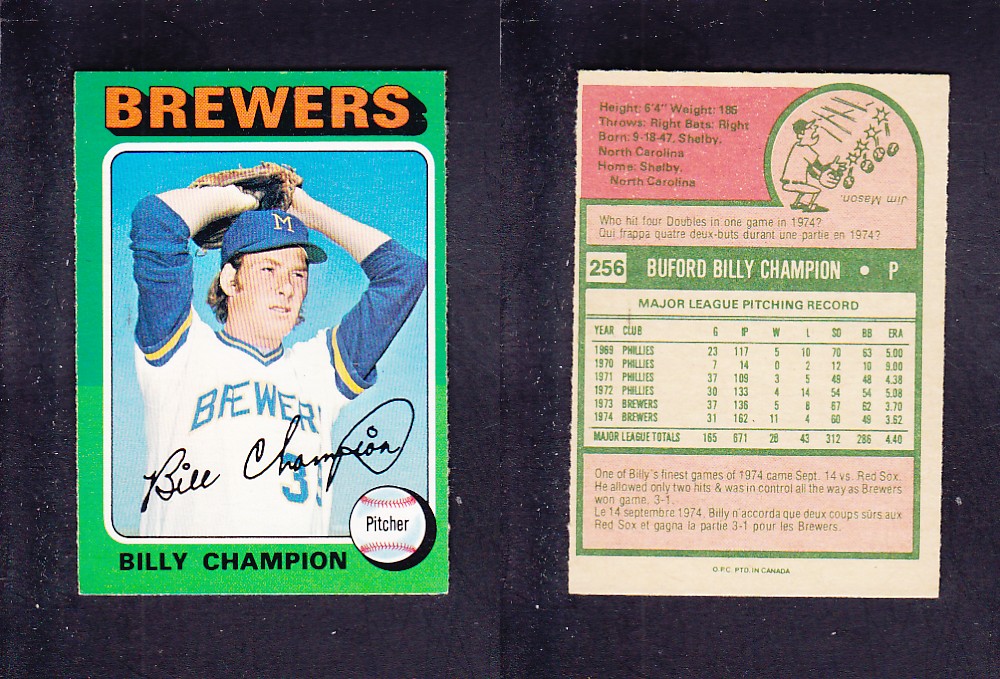 BREWERS
M
BREWER
Bill Champion
3
Pitcher
BILLY CHAMPION
Height: 6'4" Weight: 186
Throws: Right Bats: Right
Born: 9-18-47, Shelby,
North Carolina
Home: Shelby,
North Carolina
Jim Mason.
Who hit four Doubles in one game in 1974?
Qui frappa quatre deux-buts durant une partie en 1974?
256 BUFORD BILLY CHAMPION • P
MAJOR LEAGUE PITCHING RECORD
YEAR CLUB G IP W L SO BB ERA
1969 PHILLIES 23 117 5 10 70 63 5.00
1970 PHILLIES 7 14 0 2 12 10 9.00
1971 PHILLIES 37 109 3 5 49 48 4.38
1972 PHILLIES 30 133 4 14 54 54 5.08
1973 BREWERS 37 136 5 8 67 62 3.70
1974 BREWERS 31 162 11 4 60 49 3.62
MAJOR LEAGUE TOTALS 165 671 28 43 312 286 4.40
One of Billy's finest games of 1974 came Sept. 14 vs. Red Sox.
He allowed only two hits & was in control all the way as Brewers
won game, 3-1.
Le 14 septembre 1974, Billy n'accorda que deux coups sûrs aux
Red Sox et gagna la partie 3-1 pour les Brewers.
O.P.C. PTD. IN CANADA